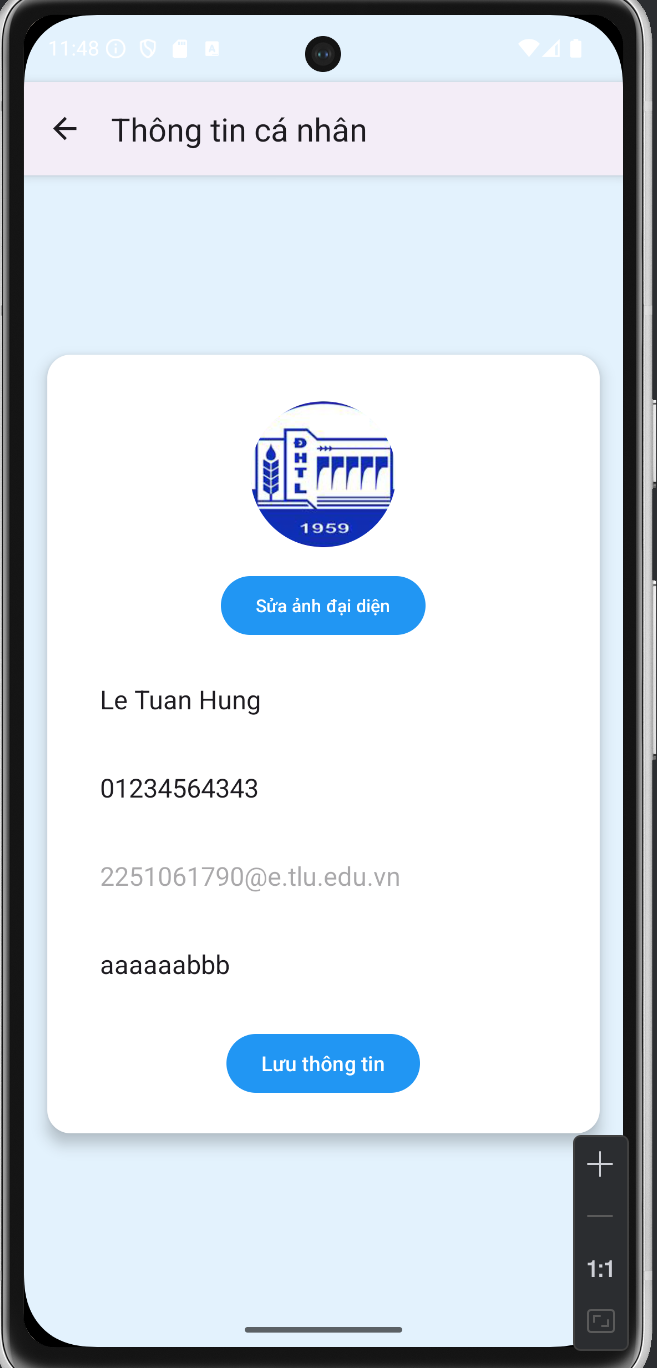 11:48
Thông tin cá nhân
ĐHTL
1959
Sửa ảnh đại diện
Le Tuan Hung
01234564343
2251061790@e.tlu.edu.vn
aaaaaabbb
Lưu thông tin
1:1